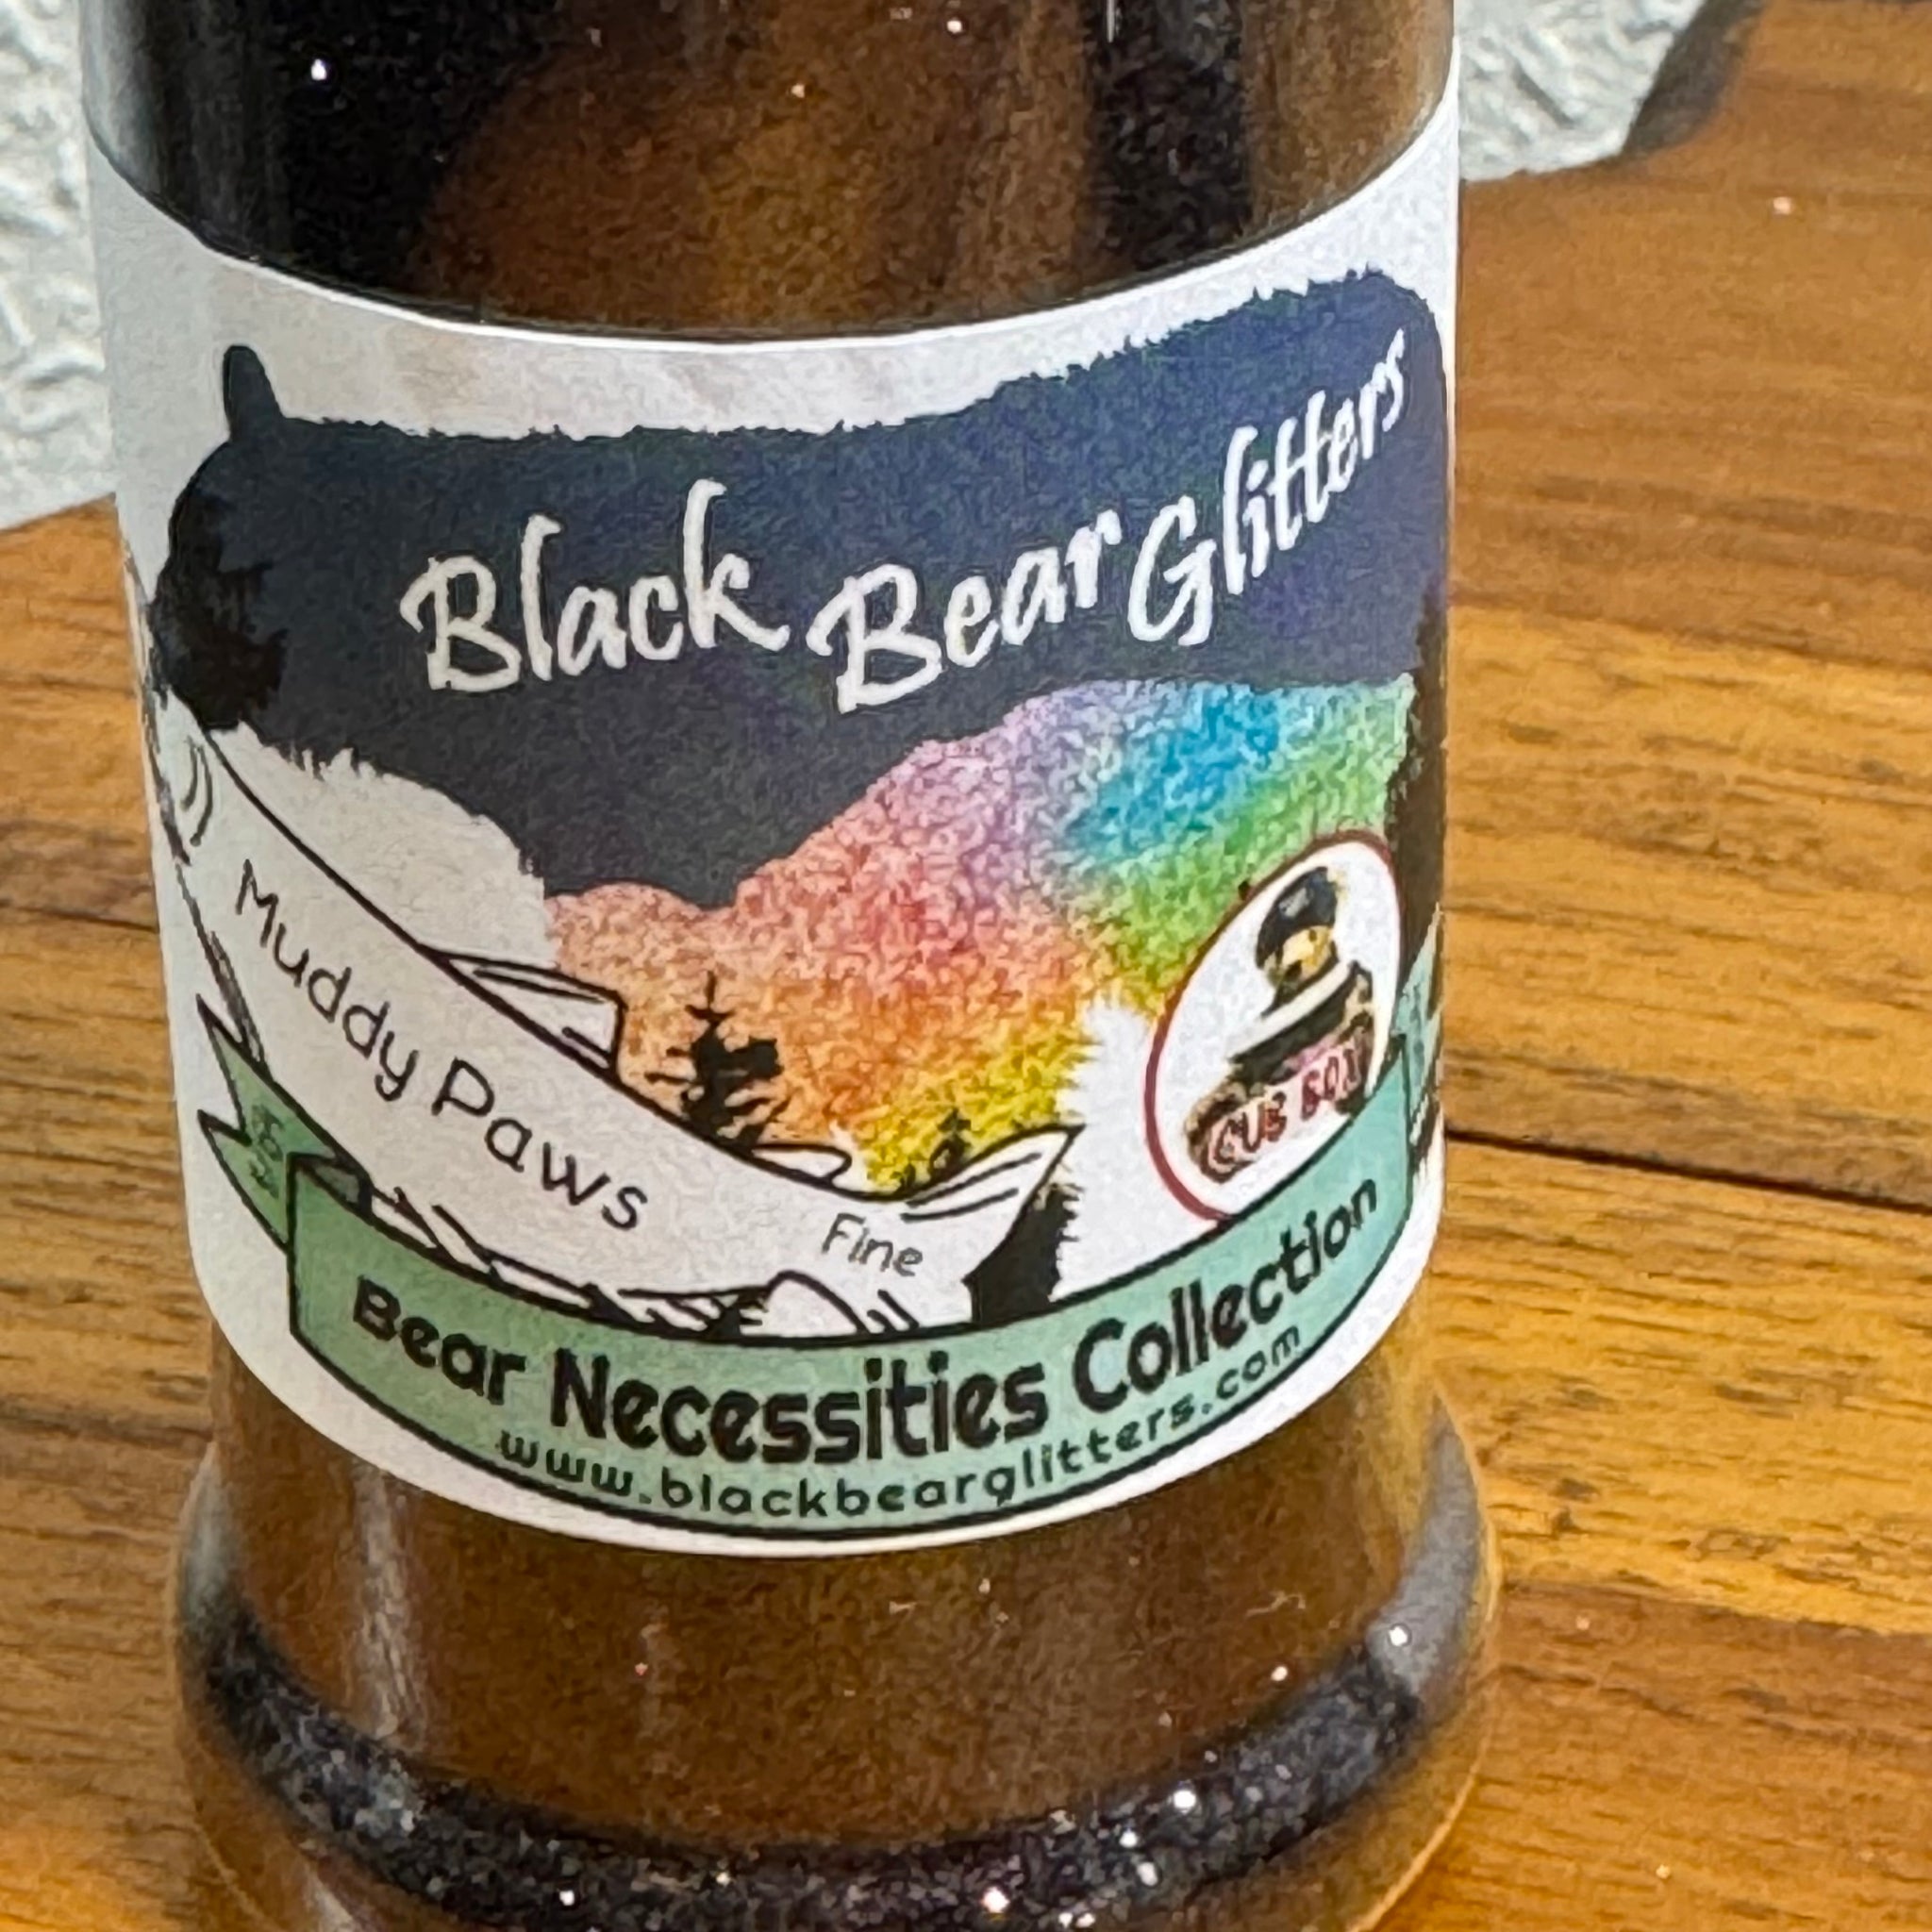 Black Bear Glitters
Muddy Paws
Fine
CUB BOX
Bear Necessities Collection
www.blackbearglitters.com